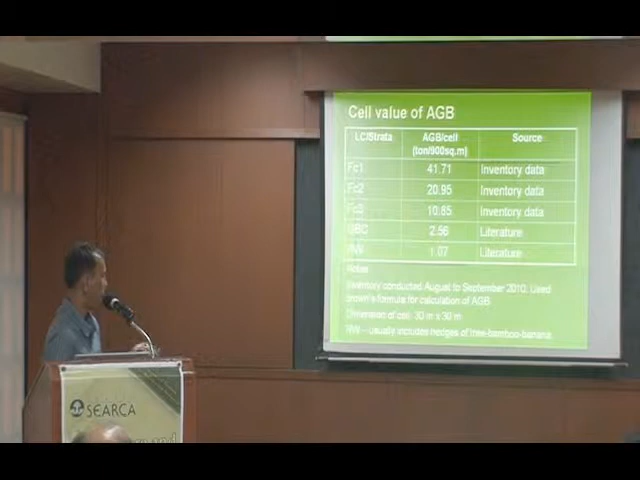 Cell value of AGB
LC/Strata AGB/cell Source
(ton/900sq.m)
Fc1 41.71 Inventory data
Fc2 20.95 Inventory data
Fc3 10.85 Inventory data
GBC 2.56 Literature
RW 1.07 Literature
Notes
Inventory conducted August to September 2010. Used
brown's formula for calculation of AGB
Dimension of cell: 30 m x 30 m
RW – usually includes hedges of tree-bamboo-banana
SEARCA
and